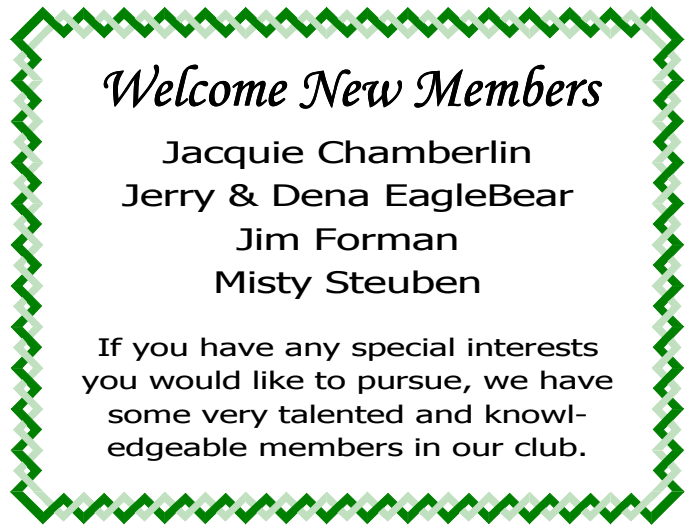 Welcome New Members
Jacquie Chamberlin
Jerry & Dena EagleBear
Jim Forman
Misty Steuben
If you have any special interests
you would like to pursue, we have
some very talented and knowl-
edgeable members in our club.